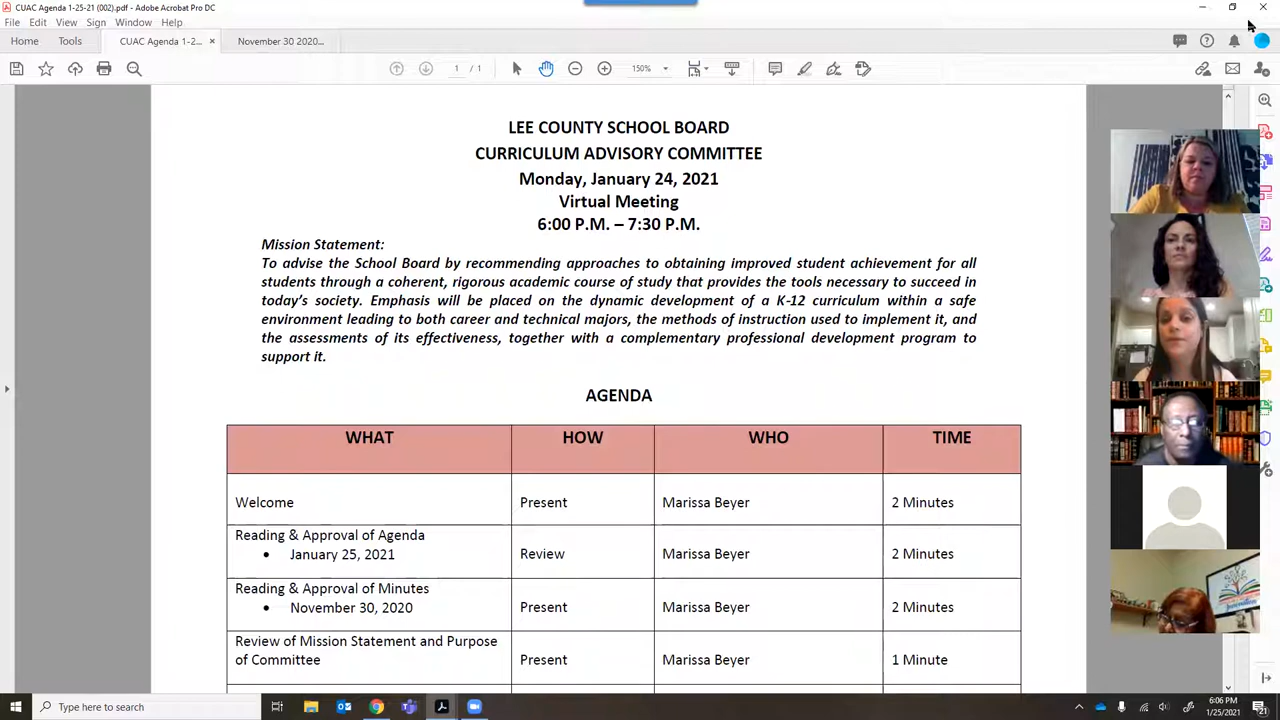 CUAC Agenda 1-25-21 (002).pdf - Adobe Acrobat Pro DC
File Edit View Sign Window Help
Home Tools CUAC Agenda 1-2... × November 30 2020...
1 / 1 150%
LEE COUNTY SCHOOL BOARD
CURRICULUM ADVISORY COMMITTEE
Monday, January 24, 2021
Virtual Meeting
6:00 P.M. – 7:30 P.M.
Mission Statement:
To advise the School Board by recommending approaches to obtaining improved student achievement for all
students through a coherent, rigorous academic course of study that provides the tools necessary to succeed in
today's society. Emphasis will be placed on the dynamic development of a K-12 curriculum within a safe
environment leading to both career and technical majors, the methods of instruction used to implement it, and
the assessments of its effectiveness, together with a complementary professional development program to
support it.
AGENDA
WHAT HOW WHO TIME
Welcome Present Marissa Beyer 2 Minutes
Reading & Approval of Agenda
• January 25, 2021 Review Marissa Beyer 2 Minutes
Reading & Approval of Minutes
• November 30, 2020 Present Marissa Beyer 2 Minutes
Review of Mission Statement and Purpose
of Committee Present Marissa Beyer 1 Minute
Type here to search
6:06 PM
1/25/2021
21